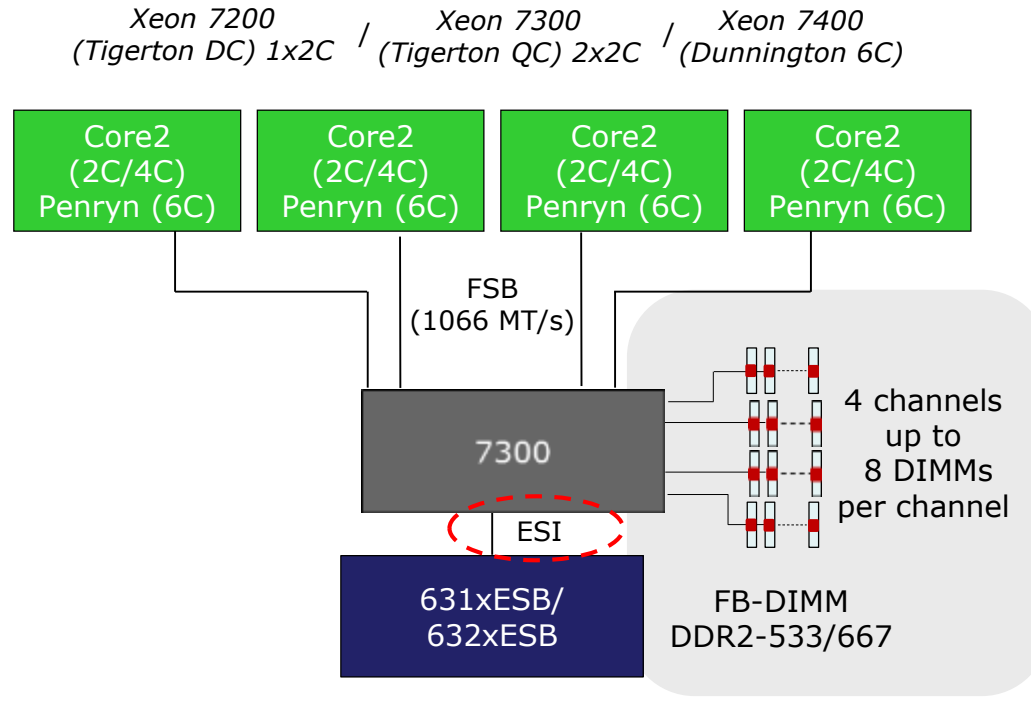 Xeon 7200 / Xeon 7300 / Xeon 7400
(Tigerton DC) 1x2C (Tigerton QC) 2x2C (Dunnington 6C)
Core2 Core2 Core2 Core2
(2C/4C) (2C/4C) (2C/4C) (2C/4C)
Penryn (6C) Penryn (6C) Penryn (6C) Penryn (6C)
FSB
(1066 MT/s)
4 channels
up to
8 DIMMs
per channel
7300
ESI
631xESB/
632xESB
FB-DIMM
DDR2-533/667